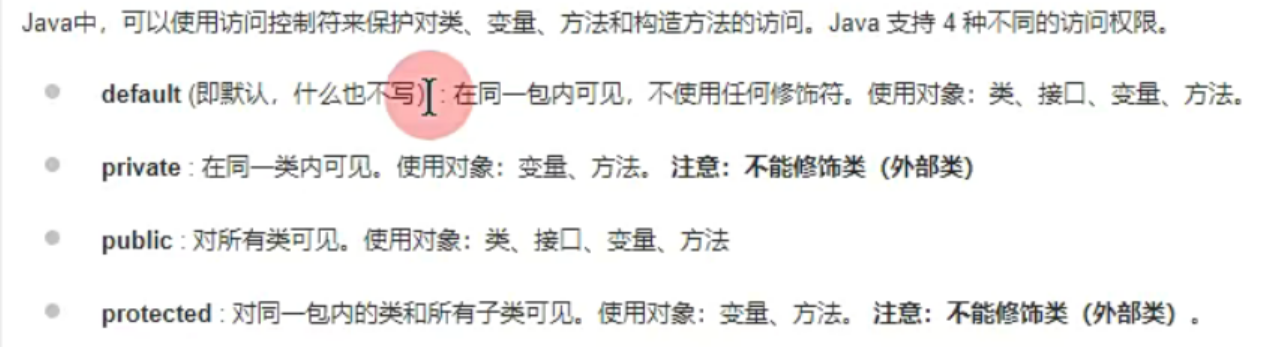 Java中，可以使用访问控制符来保护对类、变量、方法和构造方法的访问。Java 支持 4 种不同的访问权限。
default (即默认，什么也不写）: 在同一包内可见，不使用任何修饰符。使用对象：类、接口、变量、方法。
private : 在同一类内可见。使用对象：变量、方法。 注意：不能修饰类（外部类）
public : 对所有类可见。使用对象：类、接口、变量、方法
protected : 对同一包内的类和所有子类可见。使用对象：变量、方法。 注意：不能修饰类（外部类）。